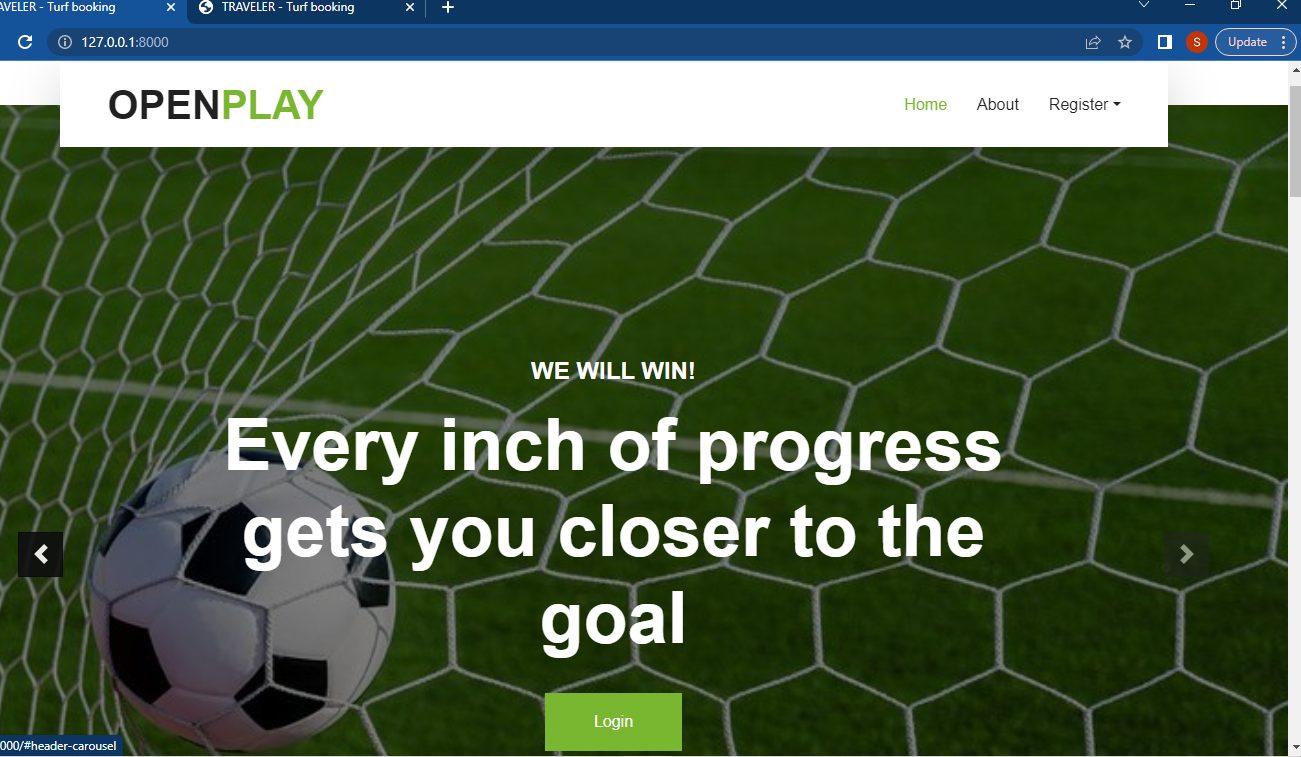 AVELER - Turf booking
TRAVELER - Turf booking
127.0.0.1:8000
S
Update
OPENPLAY
Home
About
Register
WE WILL WIN!
Every inch of progress
gets you closer to the
goal
Login
000/#header-carousel